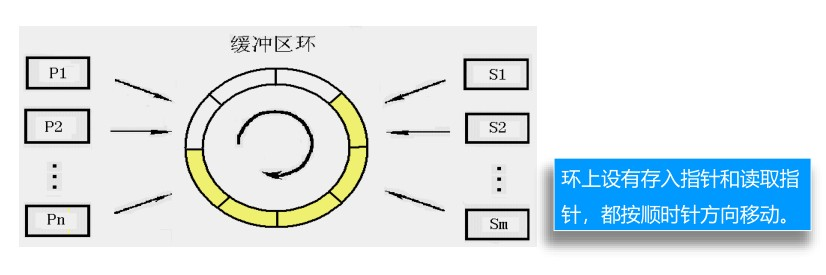 缓冲区环
P1
P2
⋮
Pn
S1
S2
⋮
Sm
环上设有存入指针和读取指
针，都按顺时针方向移动。